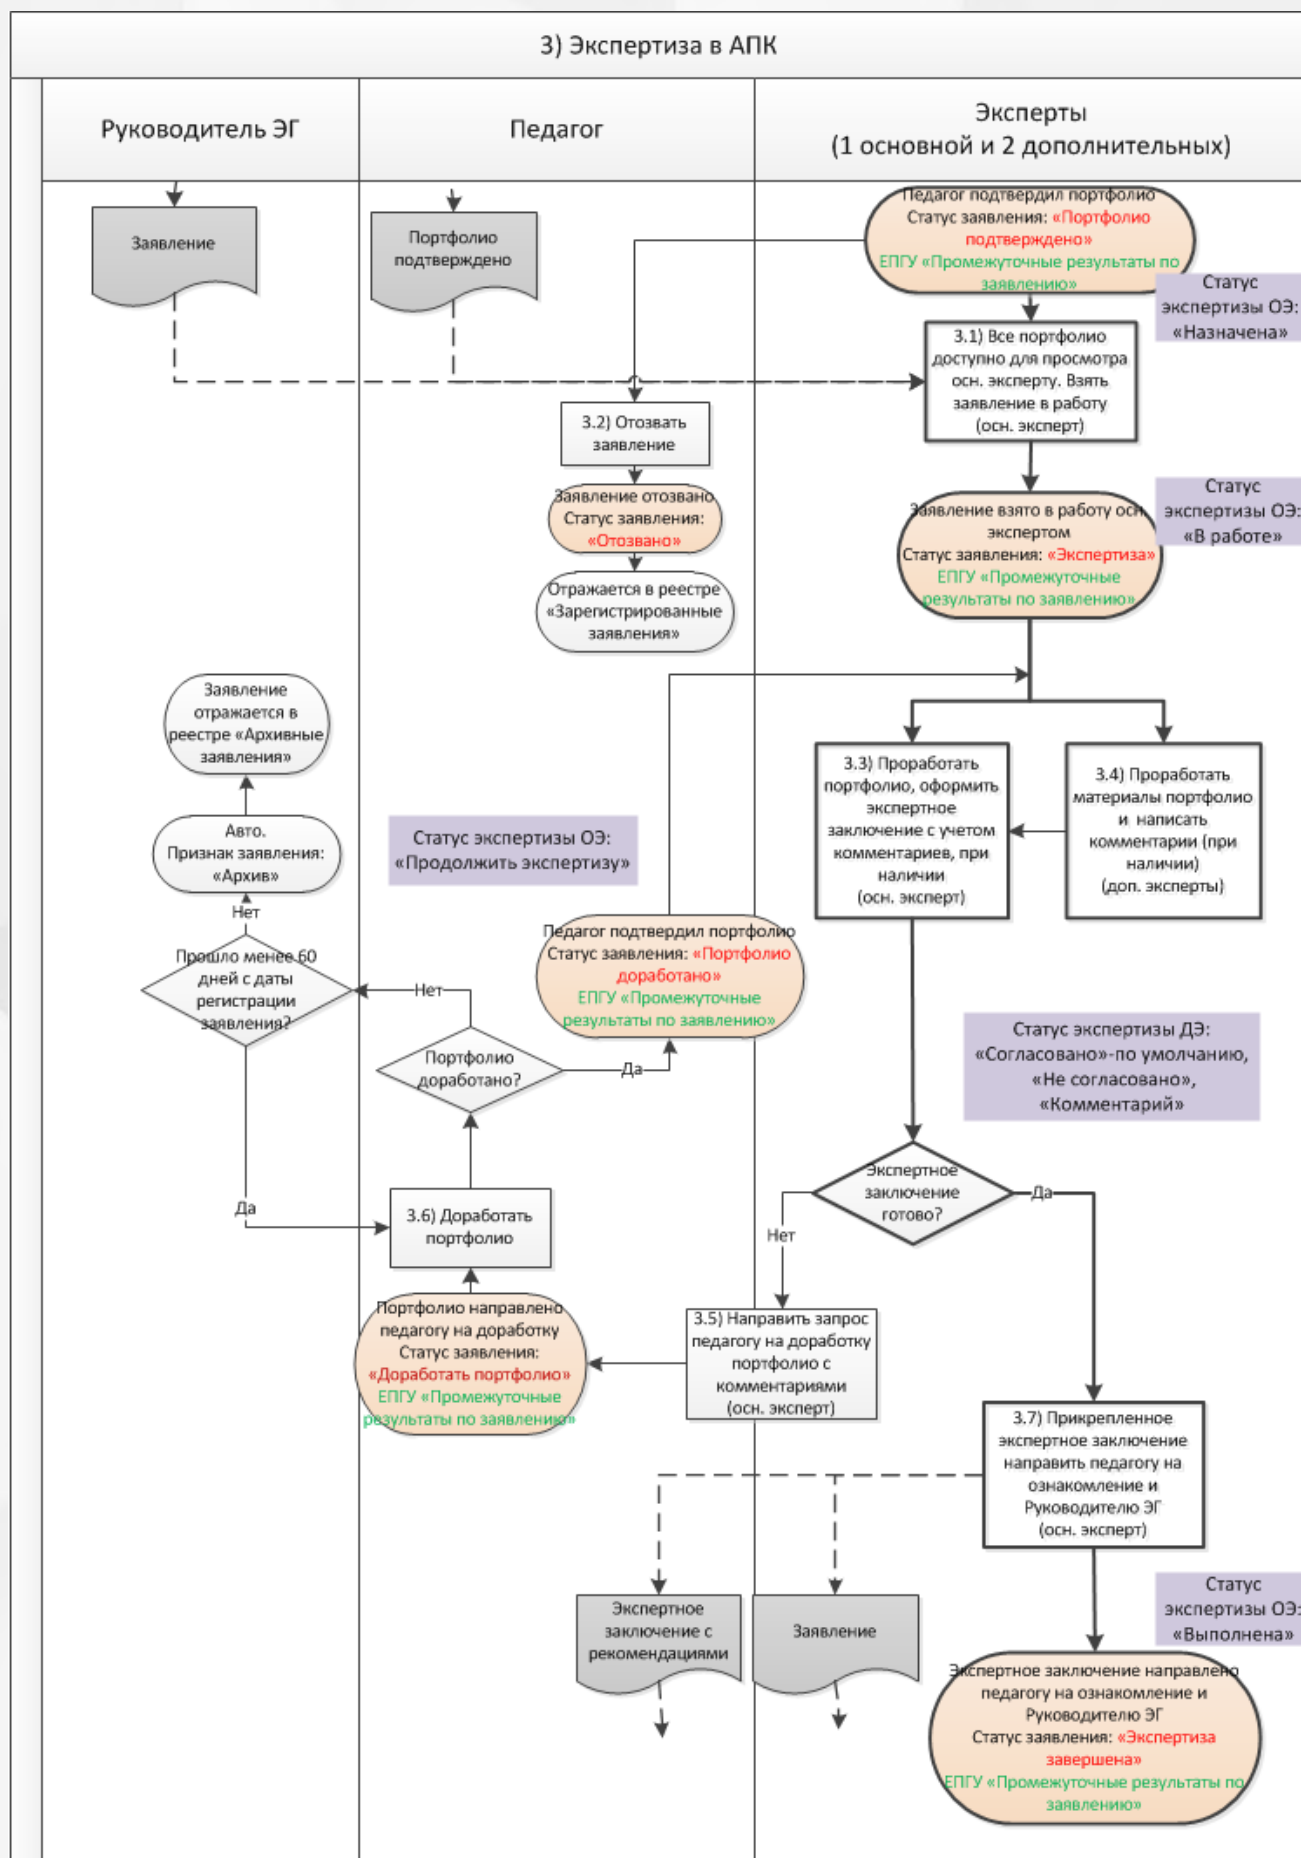 3) Экспертиза в АПК
Руководитель ЭГ
Педагог
Эксперты
(1 основной и 2 дополнительных)
Заявление
Портфолио
подтверждено
Педагог подтвердил портфолио
Статус заявления: «Портфолио
подтверждено»
ЕПГУ «Промежуточные результаты по
заявлению»
Статус
экспертизы ОЭ:
«Назначена»
3.1) Все портфолио
доступно для просмотра
осн. эксперту. Взять
заявление в работу
(осн. эксперт)
3.2) Отозвать
заявление
Заявление отозвано
Статус заявления:
«Отозвано»
Отражается в реестре
«Зарегистрированные
заявления»
Статус
экспертизы ОЭ:
«В работе»
Заявление взято в работу осн.
экспертом
Статус заявления: «Экспертиза»
ЕПГУ «Промежуточные
результаты по заявлению»
Заявление
отражается в
реестре «Архивные
заявления»
Авто.
Признак заявления:
«Архив»
Нет
Прошло менее 60
дней с даты
регистрации
заявления?
Да
Статус экспертизы ОЭ:
«Продолжить экспертизу»
Педагог подтвердил портфолио
Статус заявления: «Портфолио
доработано»
ЕПГУ «Промежуточные
результаты по заявлению»
Нет
Портфолио
доработано?
Да
3.3) Проработать
портфолио, оформить
экспертное
заключение с учетом
комментариев, при
наличии
(осн. эксперт)
3.4) Проработать
материалы портфолио
и написать
комментарии (при
наличии)
(доп. эксперты)
Статус экспертизы ДЭ:
«Согласовано»-по умолчанию,
«Не согласовано»,
«Комментарий»
Экспертное
заключение
готово?
Да
Нет
3.6) Доработать
портфолио
Портфолио направлено
педагогу на доработку
Статус заявления:
«Доработать портфолио»
ЕПГУ «Промежуточные
результаты по заявлению»
3.5) Направить запрос
педагогу на доработку
портфолио с
комментариями
(осн. эксперт)
3.7) Прикрепленное
экспертное заключение
направить педагогу на
ознакомление и
Руководителю ЭГ
(осн. эксперт)
Экспертное
заключение с
рекомендациями
Заявление
Статус
экспертизы ОЭ:
«Выполнена»
Экспертное заключение направлено
педагогу на ознакомление и
Руководителю ЭГ
Статус заявления: «Экспертиза
завершена»
ЕПГУ «Промежуточные результаты по
заявлению»